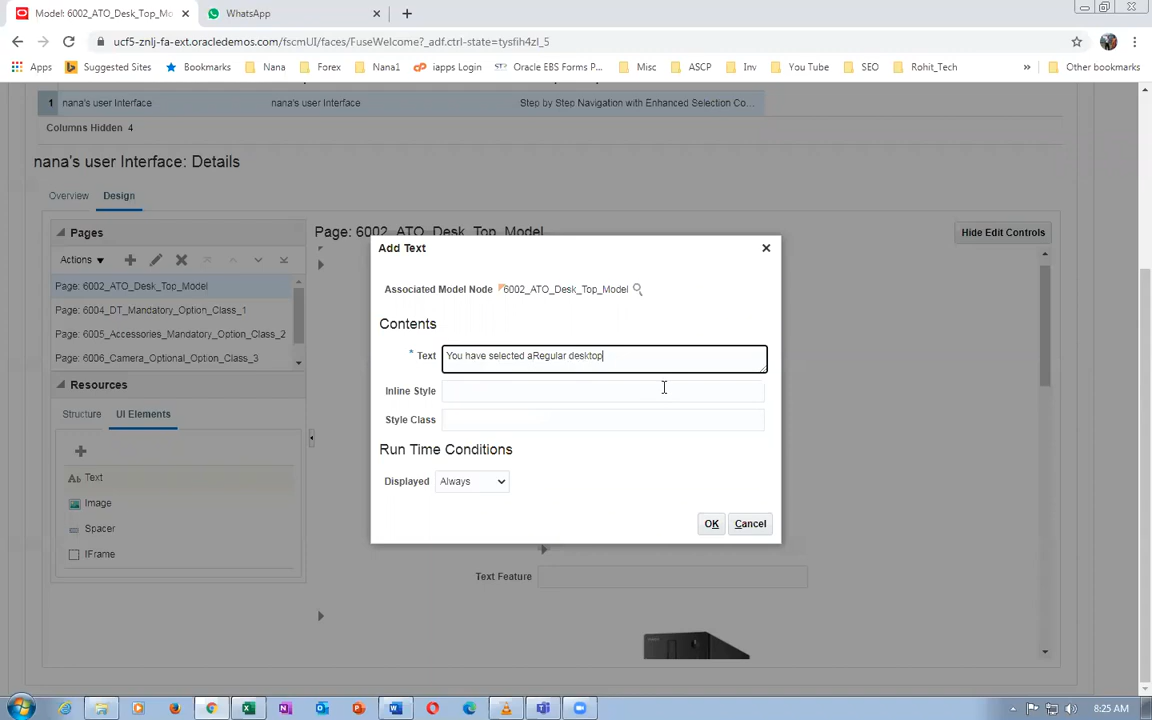 Model: 6002_ATO_Desk_Top_Mo
WhatsApp
ucf5-znlj-fa-ext.oracledemos.com/fscmUI/faces/FuseWelcome?_adf.ctrl-state=tysfih4zl_5
Apps Suggested Sites Bookmarks Nana Forex Nana1 iapps Login Oracle EBS Forms P... Misc ASCP Inv You Tube SEO Rohit_Tech » Other bookmarks
1 nana's user Interface nana's user Interface Step by Step Navigation with Enhanced Selection Co...
Columns Hidden 4
nana's user Interface: Details
Overview Design
Pages
Page: 6002_ATO_Desk_Top_Model
Hide Edit Controls
Actions
Page: 6002_ATO_Desk_Top_Model
Page: 6004_DT_Mandatory_Option_Class_1
Page: 6005_Accessories_Mandatory_Option_Class_2
Page: 6006_Camera_Optional_Option_Class_3
Resources
Structure UI Elements
Text
Image
Spacer
IFrame
Add Text
Associated Model Node 6002_ATO_Desk_Top_Model
Contents
* Text You have selected aRegular desktop
Inline Style
Style Class
Run Time Conditions
Displayed Always
OK Cancel
Text Feature
8:25 AM